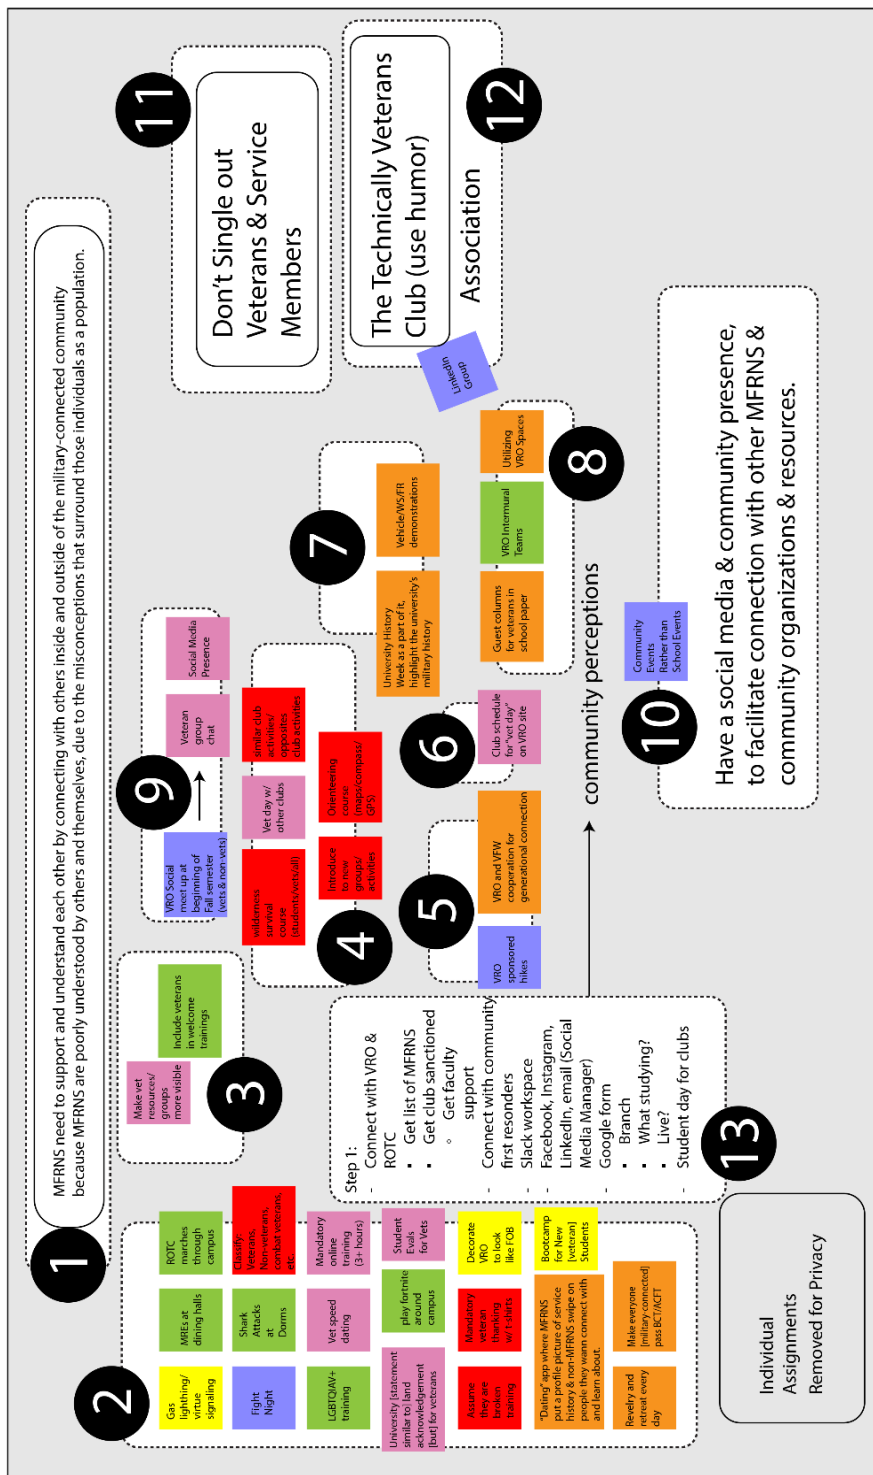 1
MFRNS need to support and understand each other by connecting with others inside and outside of the military-connected community
because MFRNS are poorly understood by others and themselves, due to the misconceptions that surround those individuals as a population.
2
Gas
lighthing/
virtue
signaling
MREs at
dining halls
ROTC
marches
through
campus
Fight
Night
Shark
Attacks
at
Dorms
Classify:
Veterans,
Non-veterans,
combat veterans,
etc.
LGBTQIAV+
training
Vet speed
dating
Mandatory
online
training
(3+ hours)
University [statement
similar to] land
acknowledgement
[but] for veterans
play fortnite
around
campus
Student
Evals
for Vets
Assume
they are
broken
training
Mandatory
veteran
thanking
w/ t-shirts
Decorate
VRO
to look
like FOB
"Dating" app where MFRNS
put a profile picture of service
history & non-MFRNS swipe on
people they wann connect with
and learn about.
Bootcamp
for New
[veteran]
Students
Revelry and
retreat every
day
Make everyone
[military-connected]
pass BCT/ACFT
3
Make vet
resources/
groups
more visible
Include veterans
in welcome
trainings
9
VRO Social
meet up at
beginning of
Fall semester
(vets & non-vets)
Veteran
group
chat
Social Media
Presence
4
wilderness
survival
course
(students/vets/all)
Vet day w/
other clubs
similar club
activities/
opposites
club activities
Introduce
to new
groups/
activities
Orienteering
course
(maps/compass/
GPS)
11
Don't Single out
Veterans & Service
Members
12
The Technically Veterans
Club (use humor)
Association
LinkedIn
Group
7
University History
Week as a part of it,
highlight the university's
military history
Vehicle/WS/FR
demonstrations
5
VRO
sponsored
hikes
VRO and VFW
cooperation for
generational connection
6
Club schedule
for "vet day"
on VRO site
8
Guest columns
for veterans in
school paper
VRO Intermural
Teams
Utilizing
VRO Spaces
13
Step 1:
- Connect with VRO &
ROTC
• Get list of MFRNS
• Get club sanctioned
◦ Get faculty
support
- Connect with community
first resonders
- Slack workspace
- Facebook, Instagram,
LinkedIn, email (Social
Media Manager)
- Google form
• Branch
• What studying?
• Live?
- Student day for clubs
community perceptions
10
Community
Events
Rather than
School Events
Have a social media & community presence,
to facilitate connection with other MFRNS &
community organizations & resources.
Individual
Assignments
Removed for Privacy